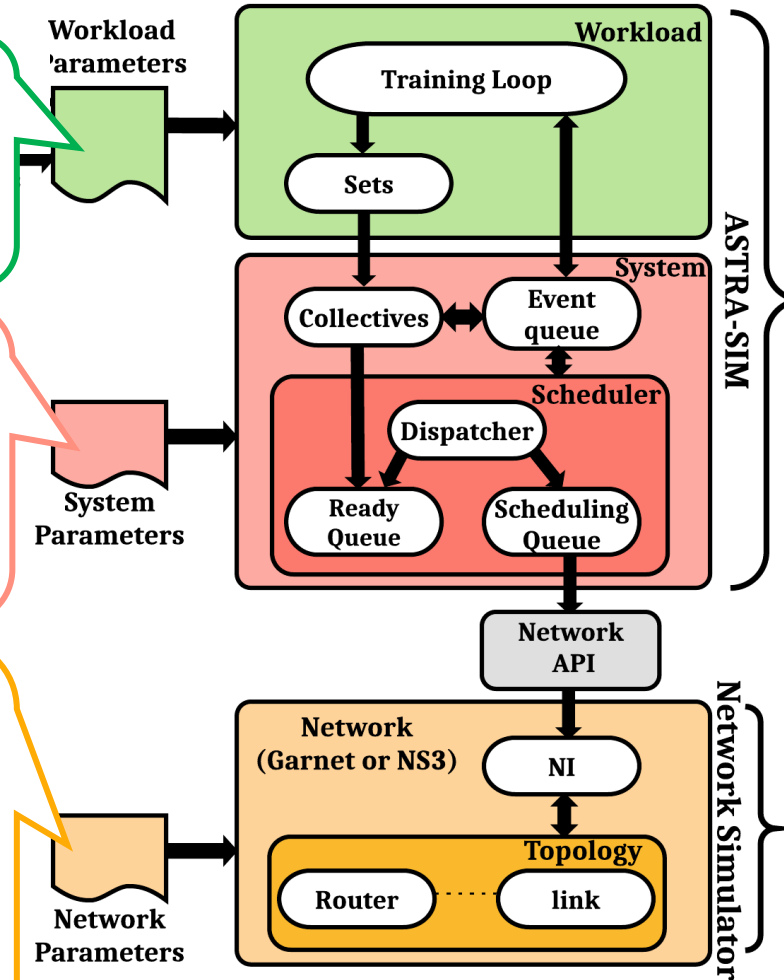 Workload
Parameters
Workload
Training Loop
Sets
System
Collectives
Event
queue
Scheduler
Dispatcher
Ready
Queue
Scheduling
Queue
System
Parameters
ASTRA-SIM
Network
API
Network
(Garnet or NS3)
NI
Topology
Router
link
Network
Parameters
Network Simulator